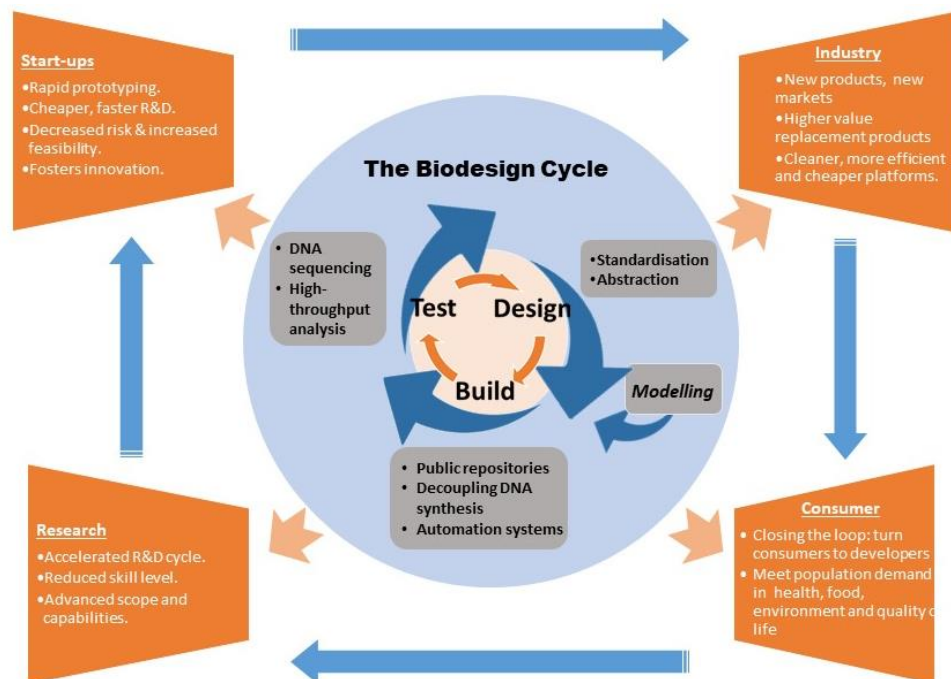 Start-ups
•Rapid prototyping.
•Cheaper, faster R&D.
•Decreased risk & increased
feasibility.
•Fosters innovation.
Industry
•New products, new
markets
•Higher value
replacement products
•Cleaner, more efficient
and cheaper platforms.
The Biodesign Cycle
• DNA
sequencing
• High-
throughput
analysis
•Standardisation
•Abstraction
Test
Design
Build
Modelling
• Public repositories
• Decoupling DNA
synthesis
• Automation systems
Research
•Accelerated R&D cycle.
•Reduced skill level.
•Advanced scope and
capabilities.
Consumer
• Closing the loop: turn
consumers to developers
• Meet population demand
in health, food,
environment and quality o
life